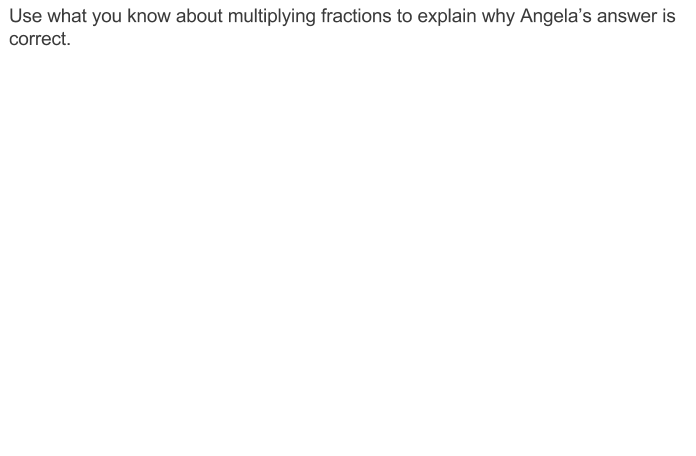 Use what you know about multiplying fractions to explain why Angela’s answer is
correct.